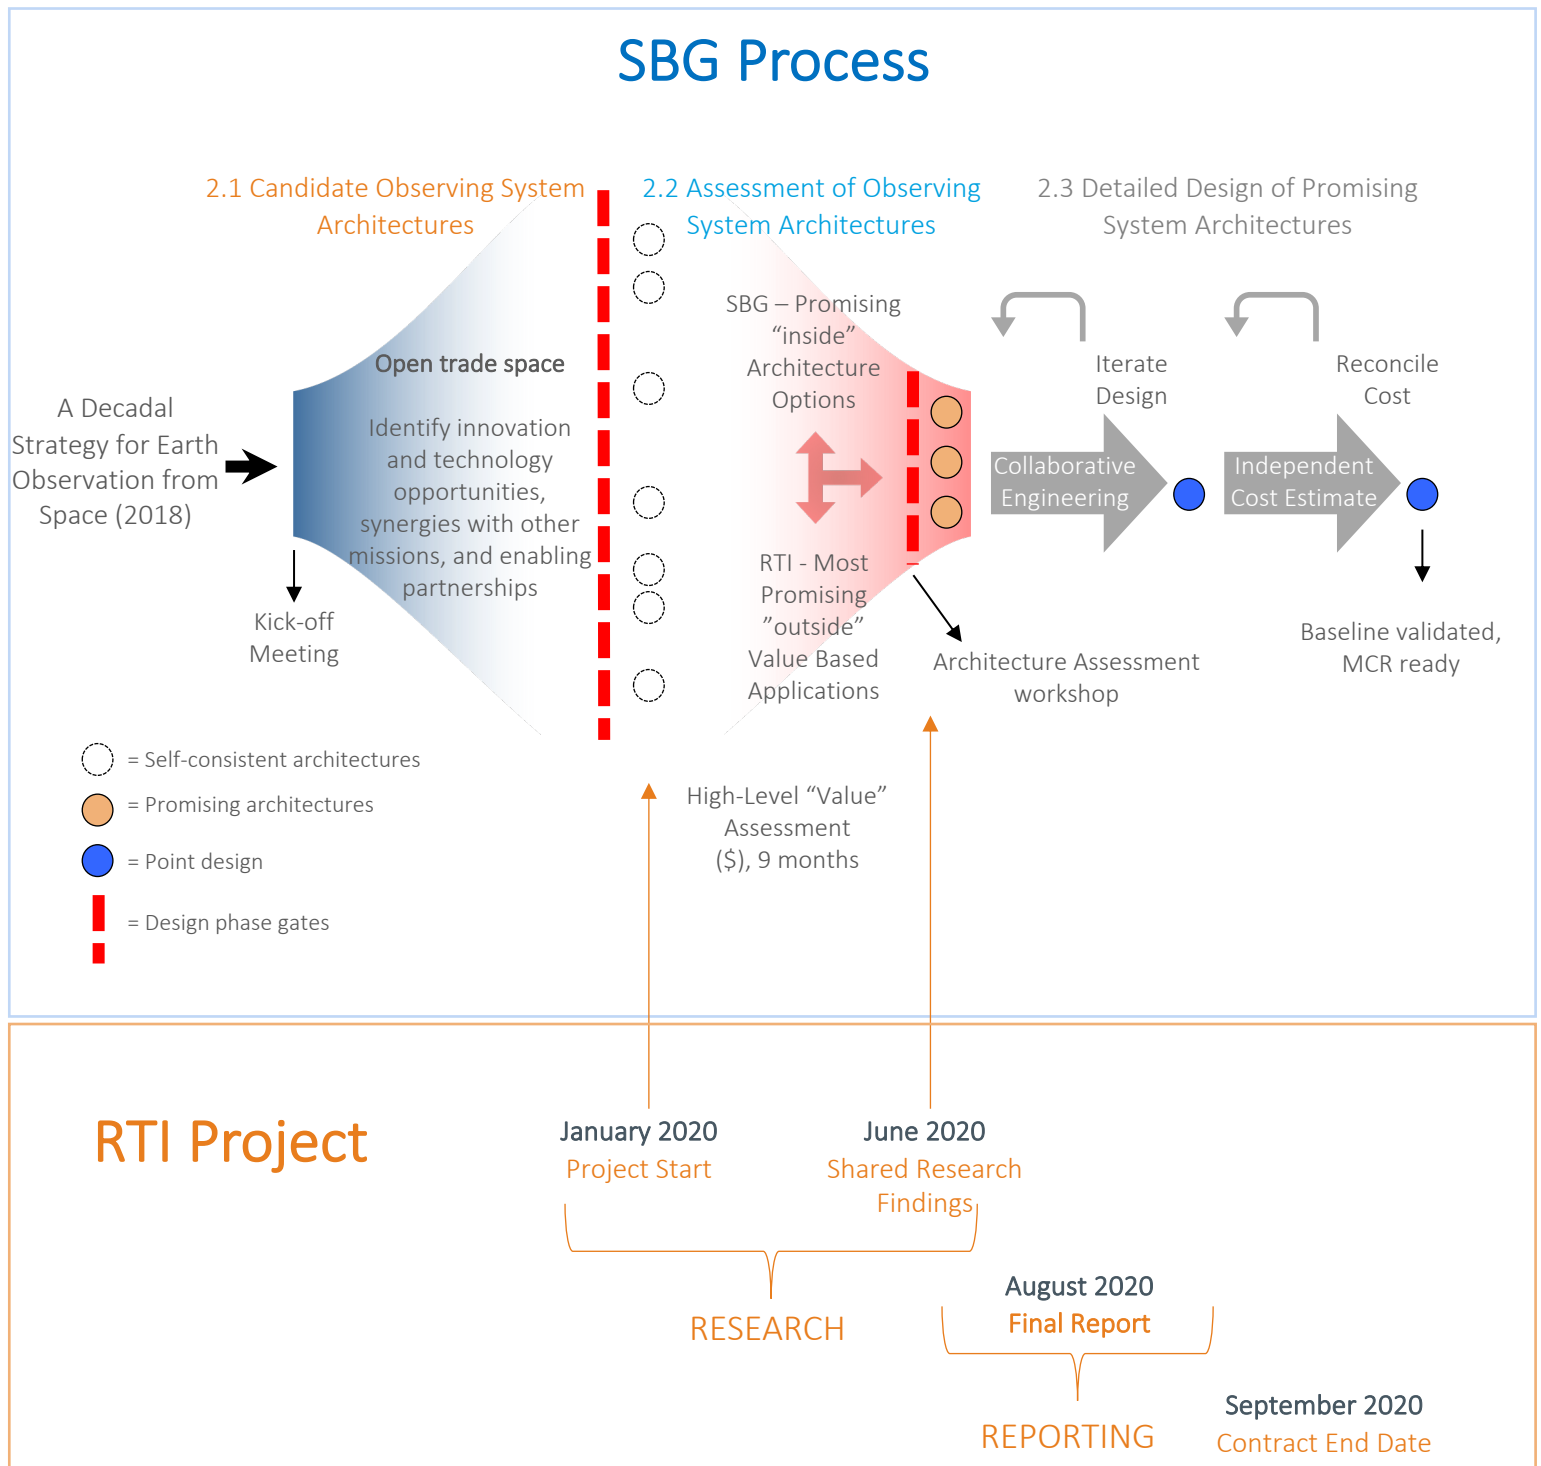 SBG Process
2.1 Candidate Observing System
Architectures
2.2 Assessment of Observing
System Architectures
2.3 Detailed Design of Promising
System Architectures
A Decadal
Strategy for Earth
Observation from
Space (2018)
Kick-off
Meeting
Open trade space
Identify innovation
and technology
opportunities,
synergies with other
missions, and enabling
partnerships
SBG – Promising
“inside”
Architecture
Options
RTI - Most
Promising
”outside”
Value Based
Applications
Architecture Assessment
workshop
Iterate
Design
Collaborative
Engineering
Reconcile
Cost
Independent
Cost Estimate
Baseline validated,
MCR ready
= Self-consistent architectures
= Promising architectures
= Point design
= Design phase gates
High-Level “Value”
Assessment
($), 9 months
RTI Project
January 2020
Project Start
June 2020
Shared Research
Findings
RESEARCH
August 2020
Final Report
REPORTING
September 2020
Contract End Date